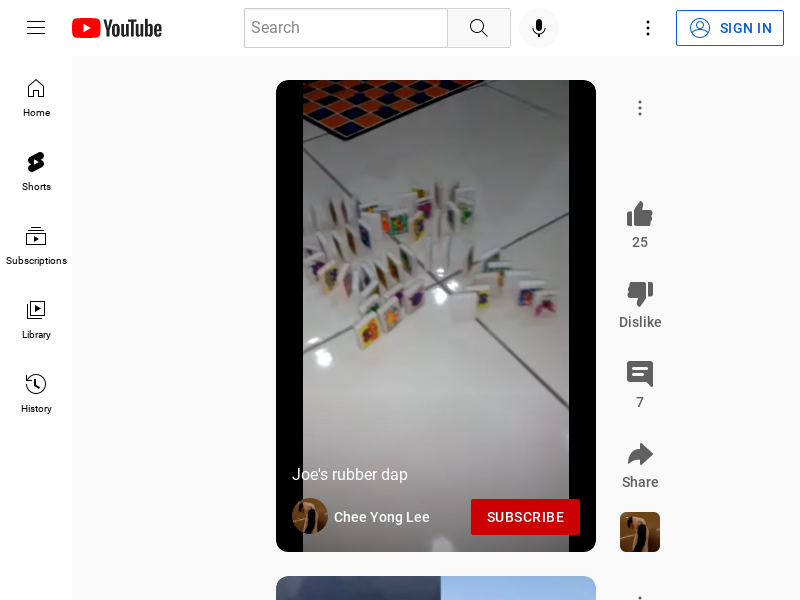 YouTube
Search
SIGN IN
Home
Shorts
Subscriptions
Library
History
Joe's rubber dap
Chee Yong Lee
SUBSCRIBE
25
Dislike
7
Share